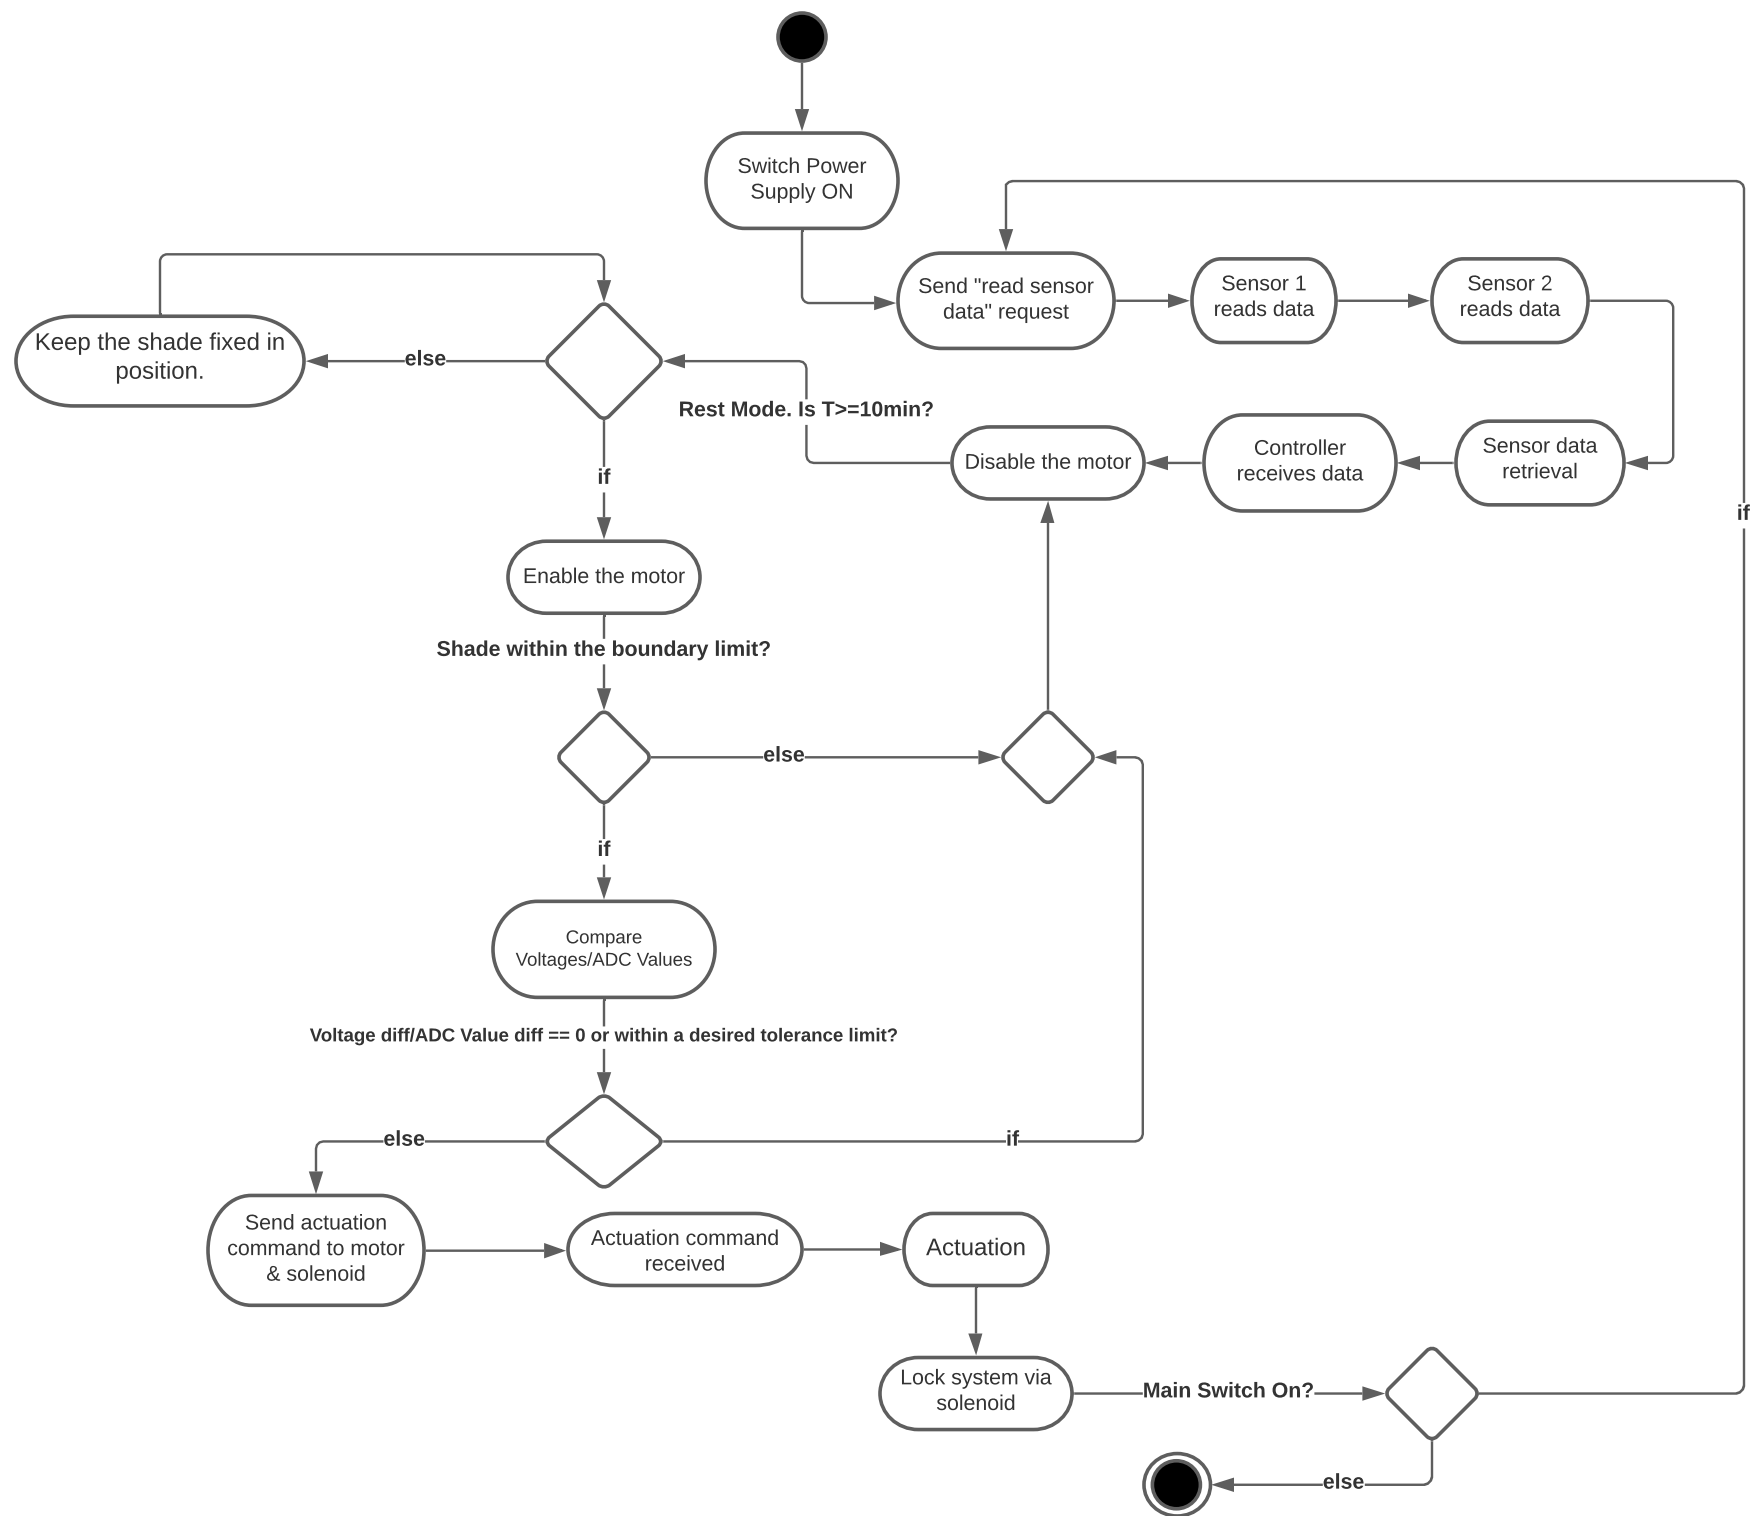 Switch Power
Supply ON
Send "read sensor
data" request
Sensor 1
reads data
Sensor 2
reads data
Keep the shade fixed in
position.
else
Rest Mode. Is T>=10min?
Disable the motor
Controller
receives data
Sensor data
retrieval
if
if
Enable the motor
Shade within the boundary limit?
else
if
Compare
Voltages/ADC Values
Voltage diff/ADC Value diff == 0 or within a desired tolerance limit?
else
if
Send actuation
command to motor
& solenoid
Actuation command
received
Actuation
Lock system via
solenoid
Main Switch On?
else